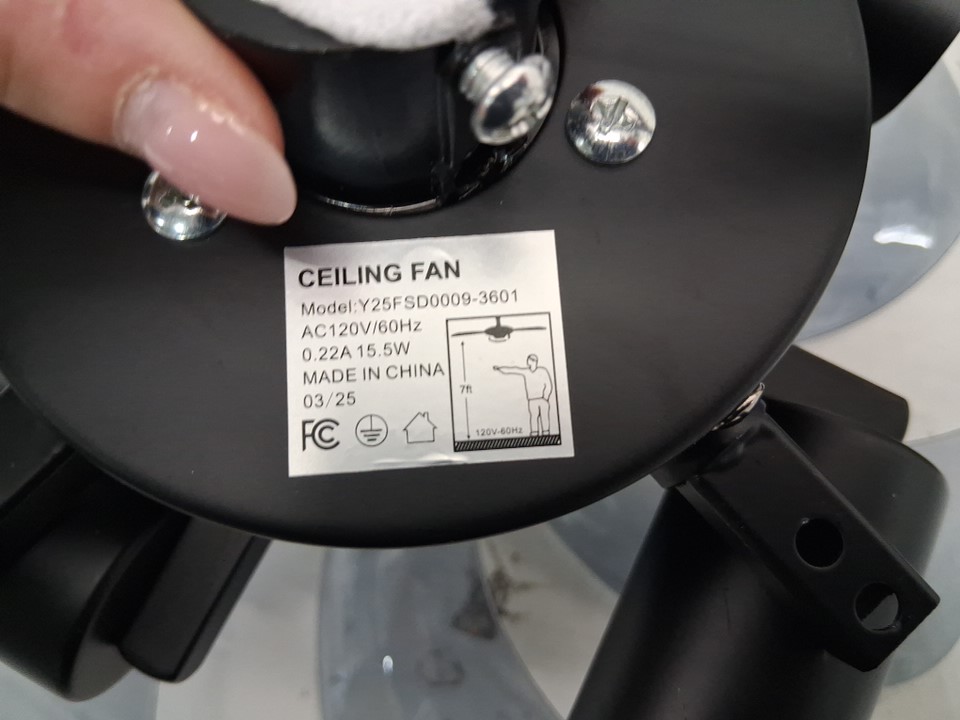 CEILING FAN
Model:Y25FSD0009-3601
AC120V/60Hz
0.22A 15.5W
MADE IN CHINA
03/25
FC
7ft
120V-60Hz